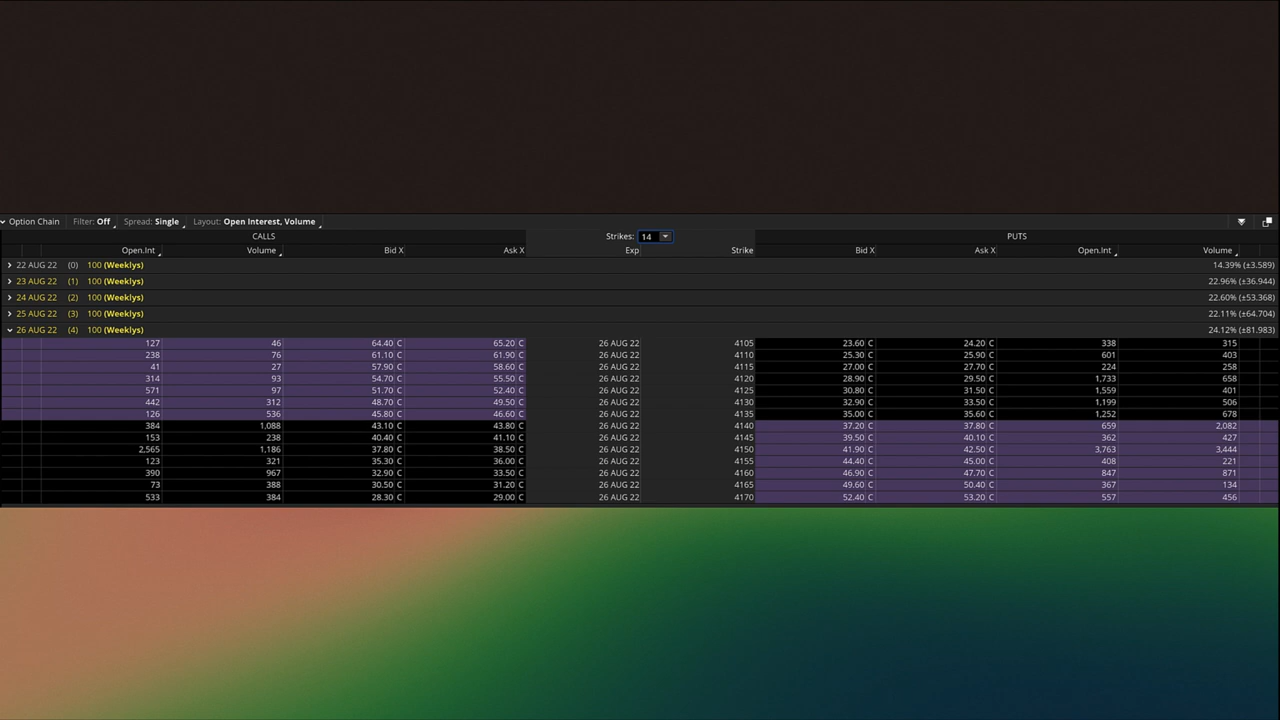 Option Chain Filter: Off Spread: Single Layout: Open Interest, Volume
CALLS Strikes: 14 PUTS
Open.Int Volume Bid X Ask X Exp Strike Bid X Ask X Open.Int Volume
22 AUG 22 (0) 100 (Weeklys) 14.39% (±3.589)
23 AUG 22 (1) 100 (Weeklys) 22.96% (±36.944)
24 AUG 22 (2) 100 (Weeklys) 22.60% (±53.368)
25 AUG 22 (3) 100 (Weeklys) 22.11% (±64.704)
26 AUG 22 (4) 100 (Weeklys) 24.12% (±81.983)
127 46 64.40 C 65.20 C 26 AUG 22 4105 23.60 C 24.20 C 338 315
238 76 61.10 C 61.90 C 26 AUG 22 4110 25.30 C 25.90 C 601 403
41 27 57.90 C 58.60 C 26 AUG 22 4115 27.00 C 27.70 C 224 258
314 93 54.70 C 55.50 C 26 AUG 22 4120 28.90 C 29.50 C 1,733 658
571 97 51.70 C 52.40 C 26 AUG 22 4125 30.80 C 31.50 C 1,559 401
442 312 48.70 C 49.50 C 26 AUG 22 4130 32.90 C 33.50 C 1,199 506
126 536 45.80 C 46.60 C 26 AUG 22 4135 35.00 C 35.60 C 1,252 678
384 1,088 43.10 C 43.80 C 26 AUG 22 4140 37.20 C 37.80 C 659 2,082
153 238 40.40 C 41.10 C 26 AUG 22 4145 39.50 C 40.10 C 362 427
2,565 1,186 37.80 C 38.50 C 26 AUG 22 4150 41.90 C 42.50 C 3,763 3,444
123 321 35.30 C 36.00 C 26 AUG 22 4155 44.40 C 45.00 C 408 221
390 967 32.90 C 33.50 C 26 AUG 22 4160 46.90 C 47.70 C 847 871
73 388 30.50 C 31.20 C 26 AUG 22 4165 49.60 C 50.40 C 367 134
533 384 28.30 C 29.00 C 26 AUG 22 4170 52.40 C 53.20 C 557 456